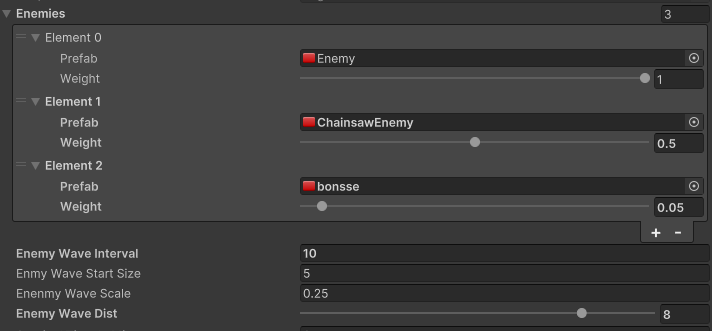 Enemies 3
Element 0
Prefab Enemy
Weight 1
Element 1
Prefab ChainsawEnemy
Weight 0.5
Element 2
Prefab bonsse
Weight 0.05
+ -
Enemy Wave Interval 10
Enmy Wave Start Size 5
Enenmy Wave Scale 0.25
Enemy Wave Dist 8